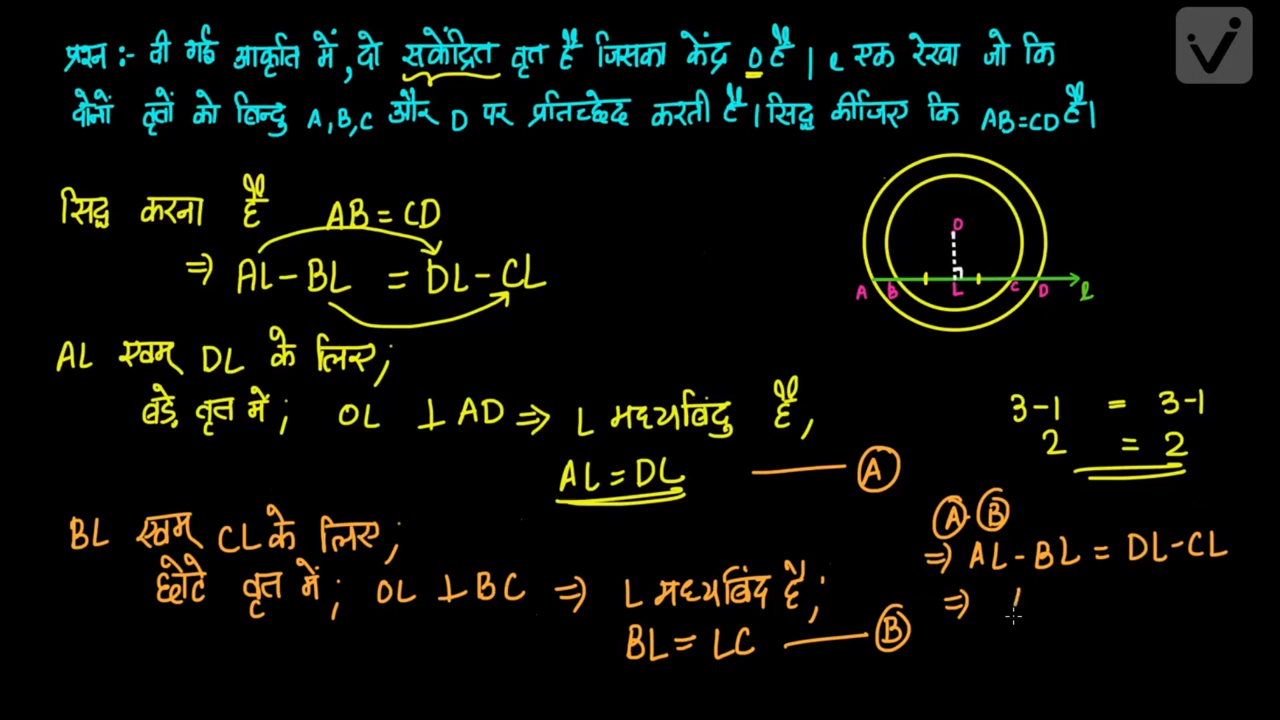 प्रश्न :- दी गई आकृति में, दो सकेंद्रित वृत है जिसका केंद्र O है | l एक रेखा जो कि
दोनों वृतों को बिन्दु A, B, C और D पर प्रतिच्छेद करती है | सिद्ध कीजिए कि AB=CD है |
सिद्ध करना है AB = CD
⇒ AL - BL = DL - CL
O
A B L C D l
AL एवम् DL के लिए;
बड़े वृत में; OL ⊥ AD ⇒ L मध्यबिंदु है,
AL = DL —— A
3-1 = 3-1
2 = 2
BL एवम् CL के लिए;
छोटे वृत में; OL ⊥ BC ⇒ L मध्यबिंद है;
BL = LC —— B
A - B
⇒ AL - BL = DL - CL
⇒